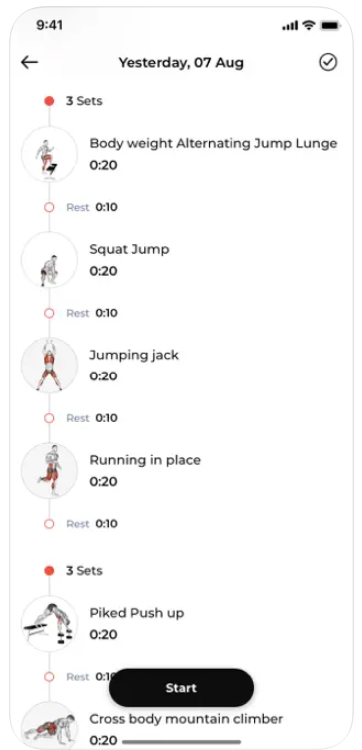 9:41
Yesterday, 07 Aug
3 Sets
Body weight Alternating Jump Lunge
0:20
Rest 0:10
Squat Jump
0:20
Rest 0:10
Jumping jack
0:20
Rest 0:10
Running in place
0:20
Rest 0:10
3 Sets
Piked Push up
0:20
Rest
Start
Cross body mountain climber
0:20